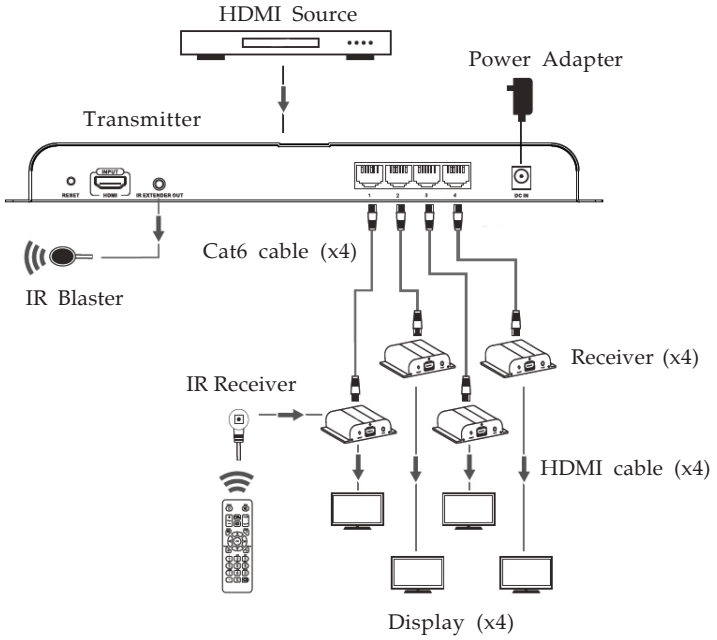 HDMI Source
Power Adapter
Transmitter
INPUT
RESET
HDMI
IR EXTENDER OUT
1
2
3
4
DC IN
Cat6 cable (x4)
IR Blaster
Receiver (x4)
IR Receiver
HDMI cable (x4)
Display (x4)